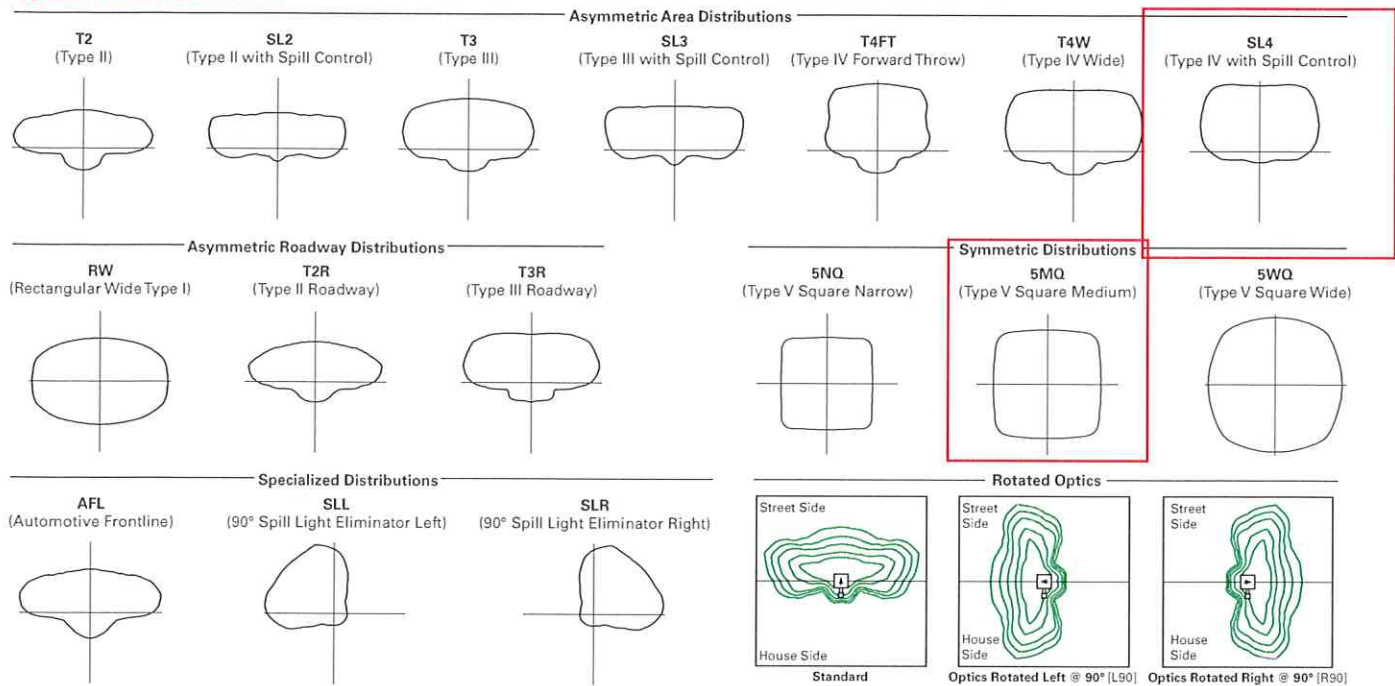 Asymmetric Area Distributions
T2
(Type II)
SL2
(Type II with Spill Control)
T3
(Type III)
SL3
(Type III with Spill Control)
T4FT
(Type IV Forward Throw)
T4W
(Type IV Wide)
SL4
(Type IV with Spill Control)
Asymmetric Roadway Distributions
RW
(Rectangular Wide Type I)
T2R
(Type II Roadway)
T3R
(Type III Roadway)
Symmetric Distributions
5NQ
(Type V Square Narrow)
5MQ
(Type V Square Medium)
5WQ
(Type V Square Wide)
Specialized Distributions
AFL
(Automotive Frontline)
SLL
(90° Spill Light Eliminator Left)
SLR
(90° Spill Light Eliminator Right)
Rotated Optics
Street Side
House Side
Standard
Street
Side
House
Side
Optics Rotated Left @ 90° [L90]
Street
Side
House
Side
Optics Rotated Right @ 90° [R90]